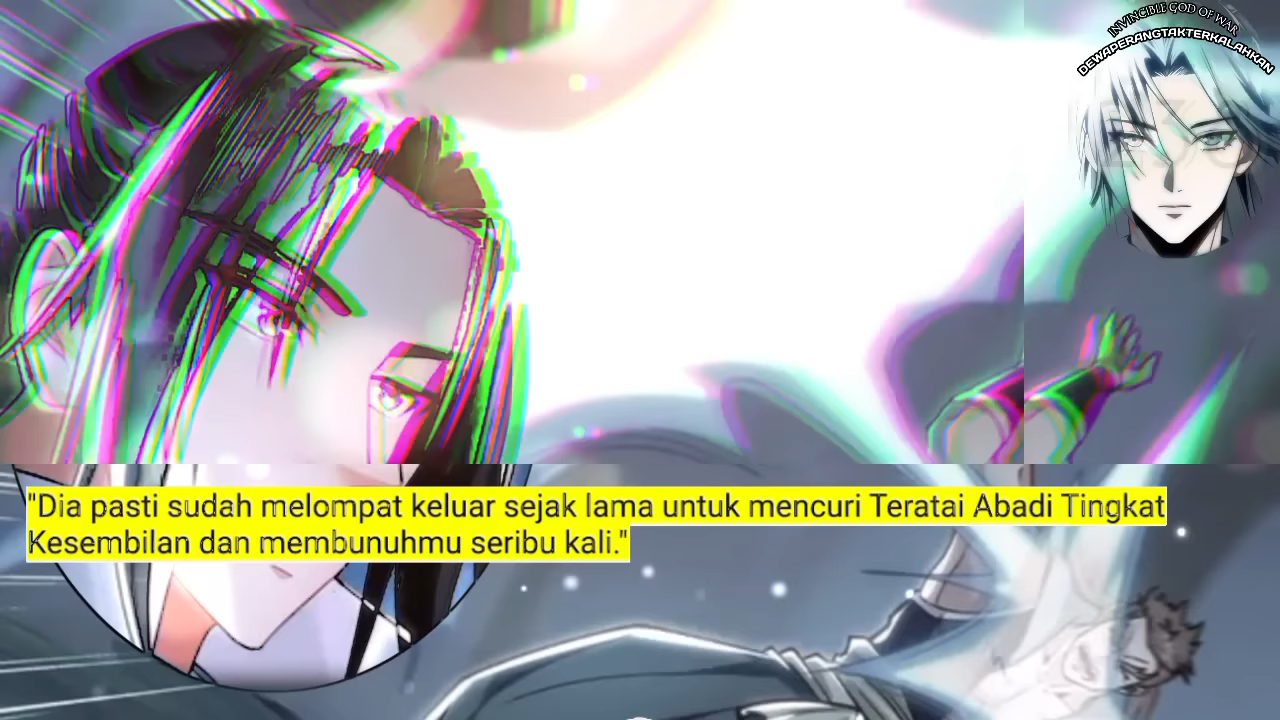 INVINCIBLE GOD OF WAR
DEWAPERANGTAKTERKALAHKAN
"Dia pasti sudah melompat keluar sejak lama untuk mencuri Teratai Abadi Tingkat
Kesembilan dan membunuhmu seribu kali."